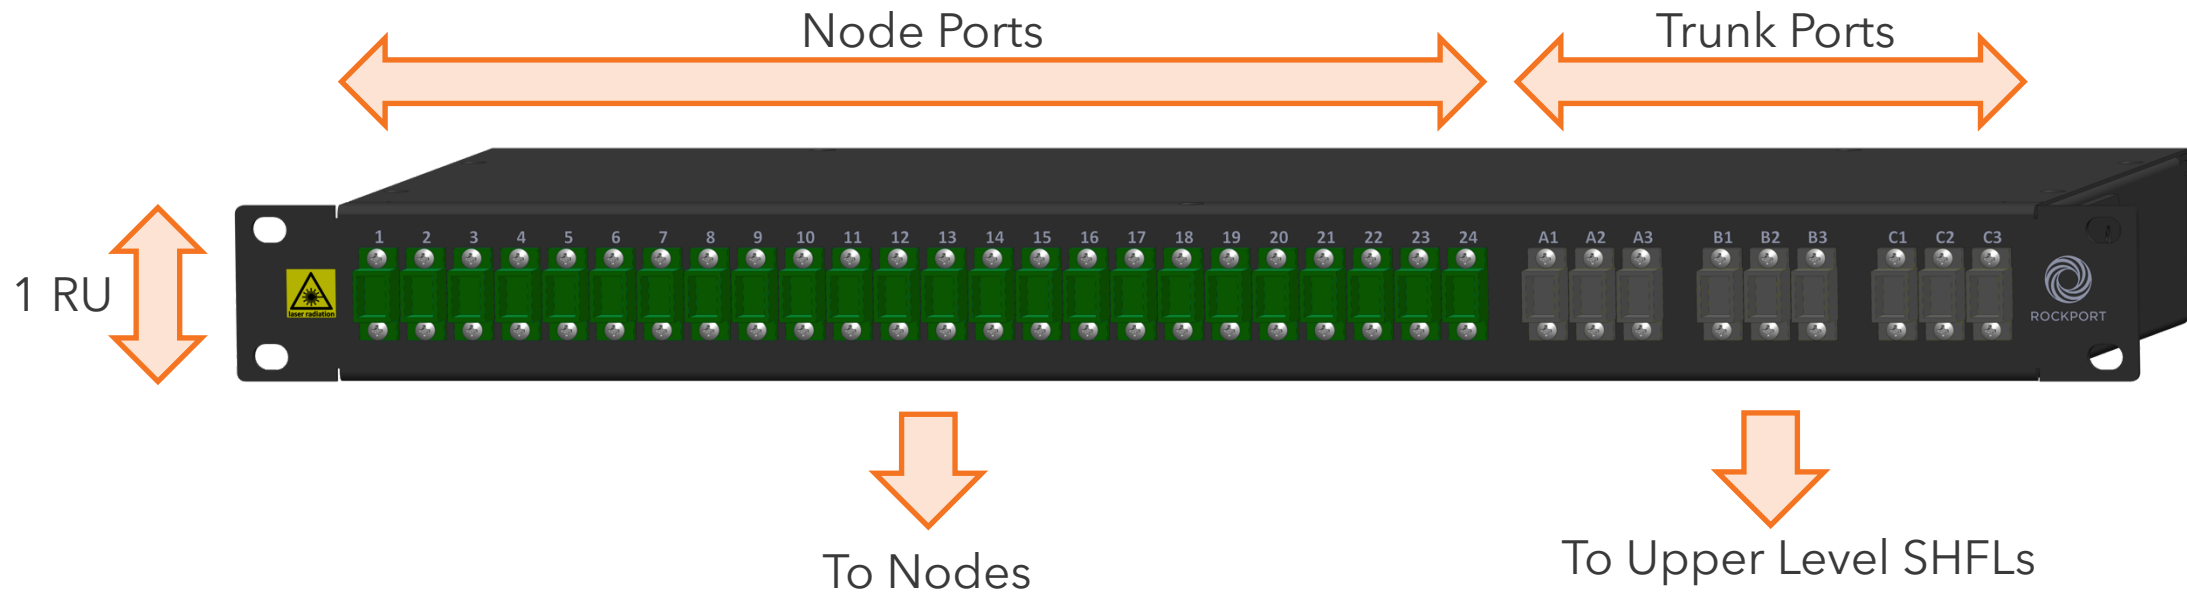 Node Ports
Trunk Ports
1 RU
1 2 3 4 5 6 7 8 9 10 11 12 13 14 15 16 17 18 19 20 21 22 23 24
A1 A2 A3 B1 B2 B3 C1 C2 C3
laser radiation
ROCKPORT
To Nodes
To Upper Level SHFLs